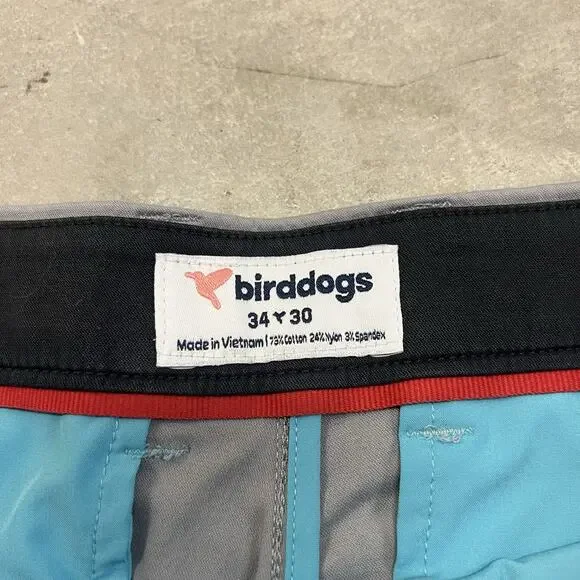 birddogs
34 Y 30
Made in Vietnam | 73% Cotton 24% Nylon 3% Spandex